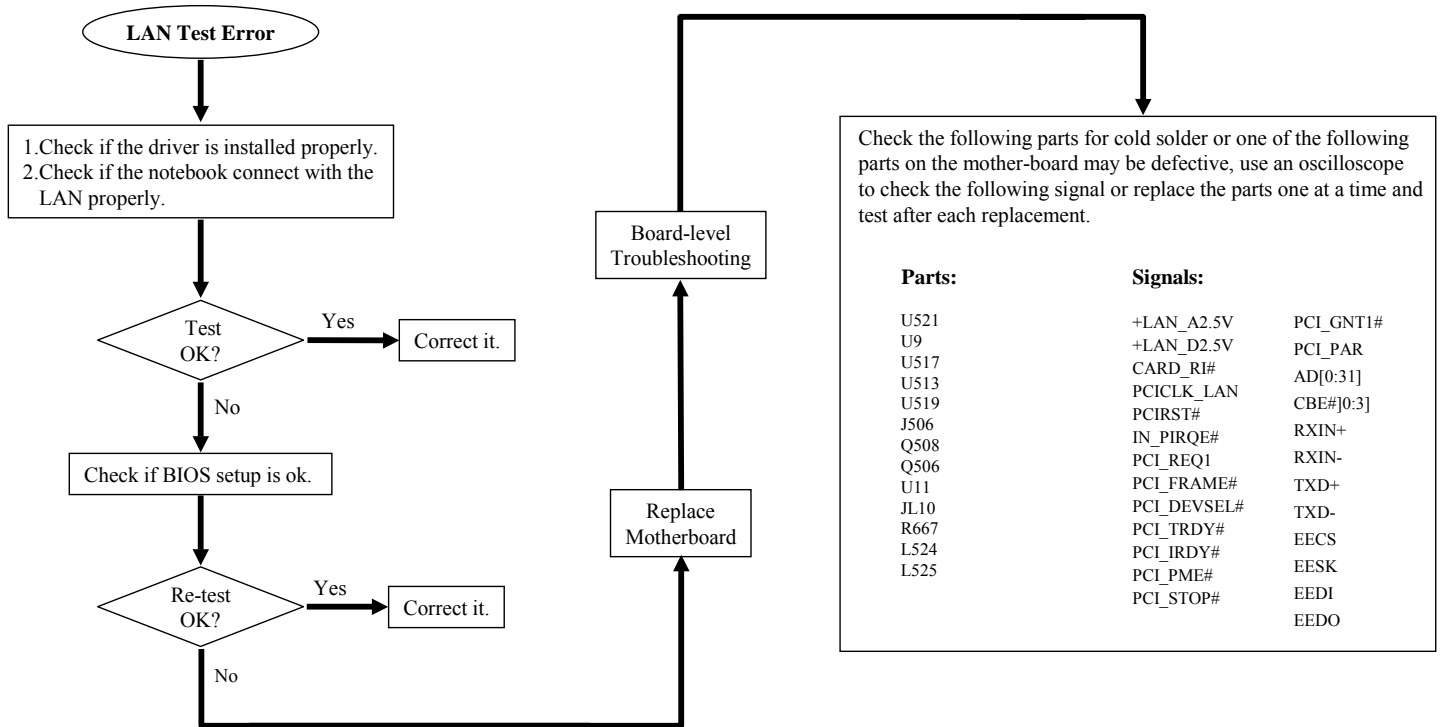 LAN Test Error
1.Check if the driver is installed properly.
2.Check if the notebook connect with the
LAN properly.
Test
OK?
Yes
Correct it.
No
Check if BIOS setup is ok.
Re-test
OK?
Yes
Correct it.
No
Replace
Motherboard
Board-level
Troubleshooting
Check the following parts for cold solder or one of the following
parts on the mother-board may be defective, use an oscilloscope
to check the following signal or replace the parts one at a time and
test after each replacement.
Parts:
U521
U9
U517
U513
U519
J506
Q508
Q506
U11
JL10
R667
L524
L525
Signals:
+LAN_A2.5V
+LAN_D2.5V
CARD_RI#
PCICLK_LAN
PCIRST#
IN_PIRQE#
PCI_REQ1
PCI_FRAME#
PCI_DEVSEL#
PCI_TRDY#
PCI_IRDY#
PCI_PME#
PCI_STOP#
PCI_GNT1#
PCI_PAR
AD[0:31]
CBE#]0:3]
RXIN+
RXIN-
TXD+
TXD-
EECS
EESK
EEDI
EEDO